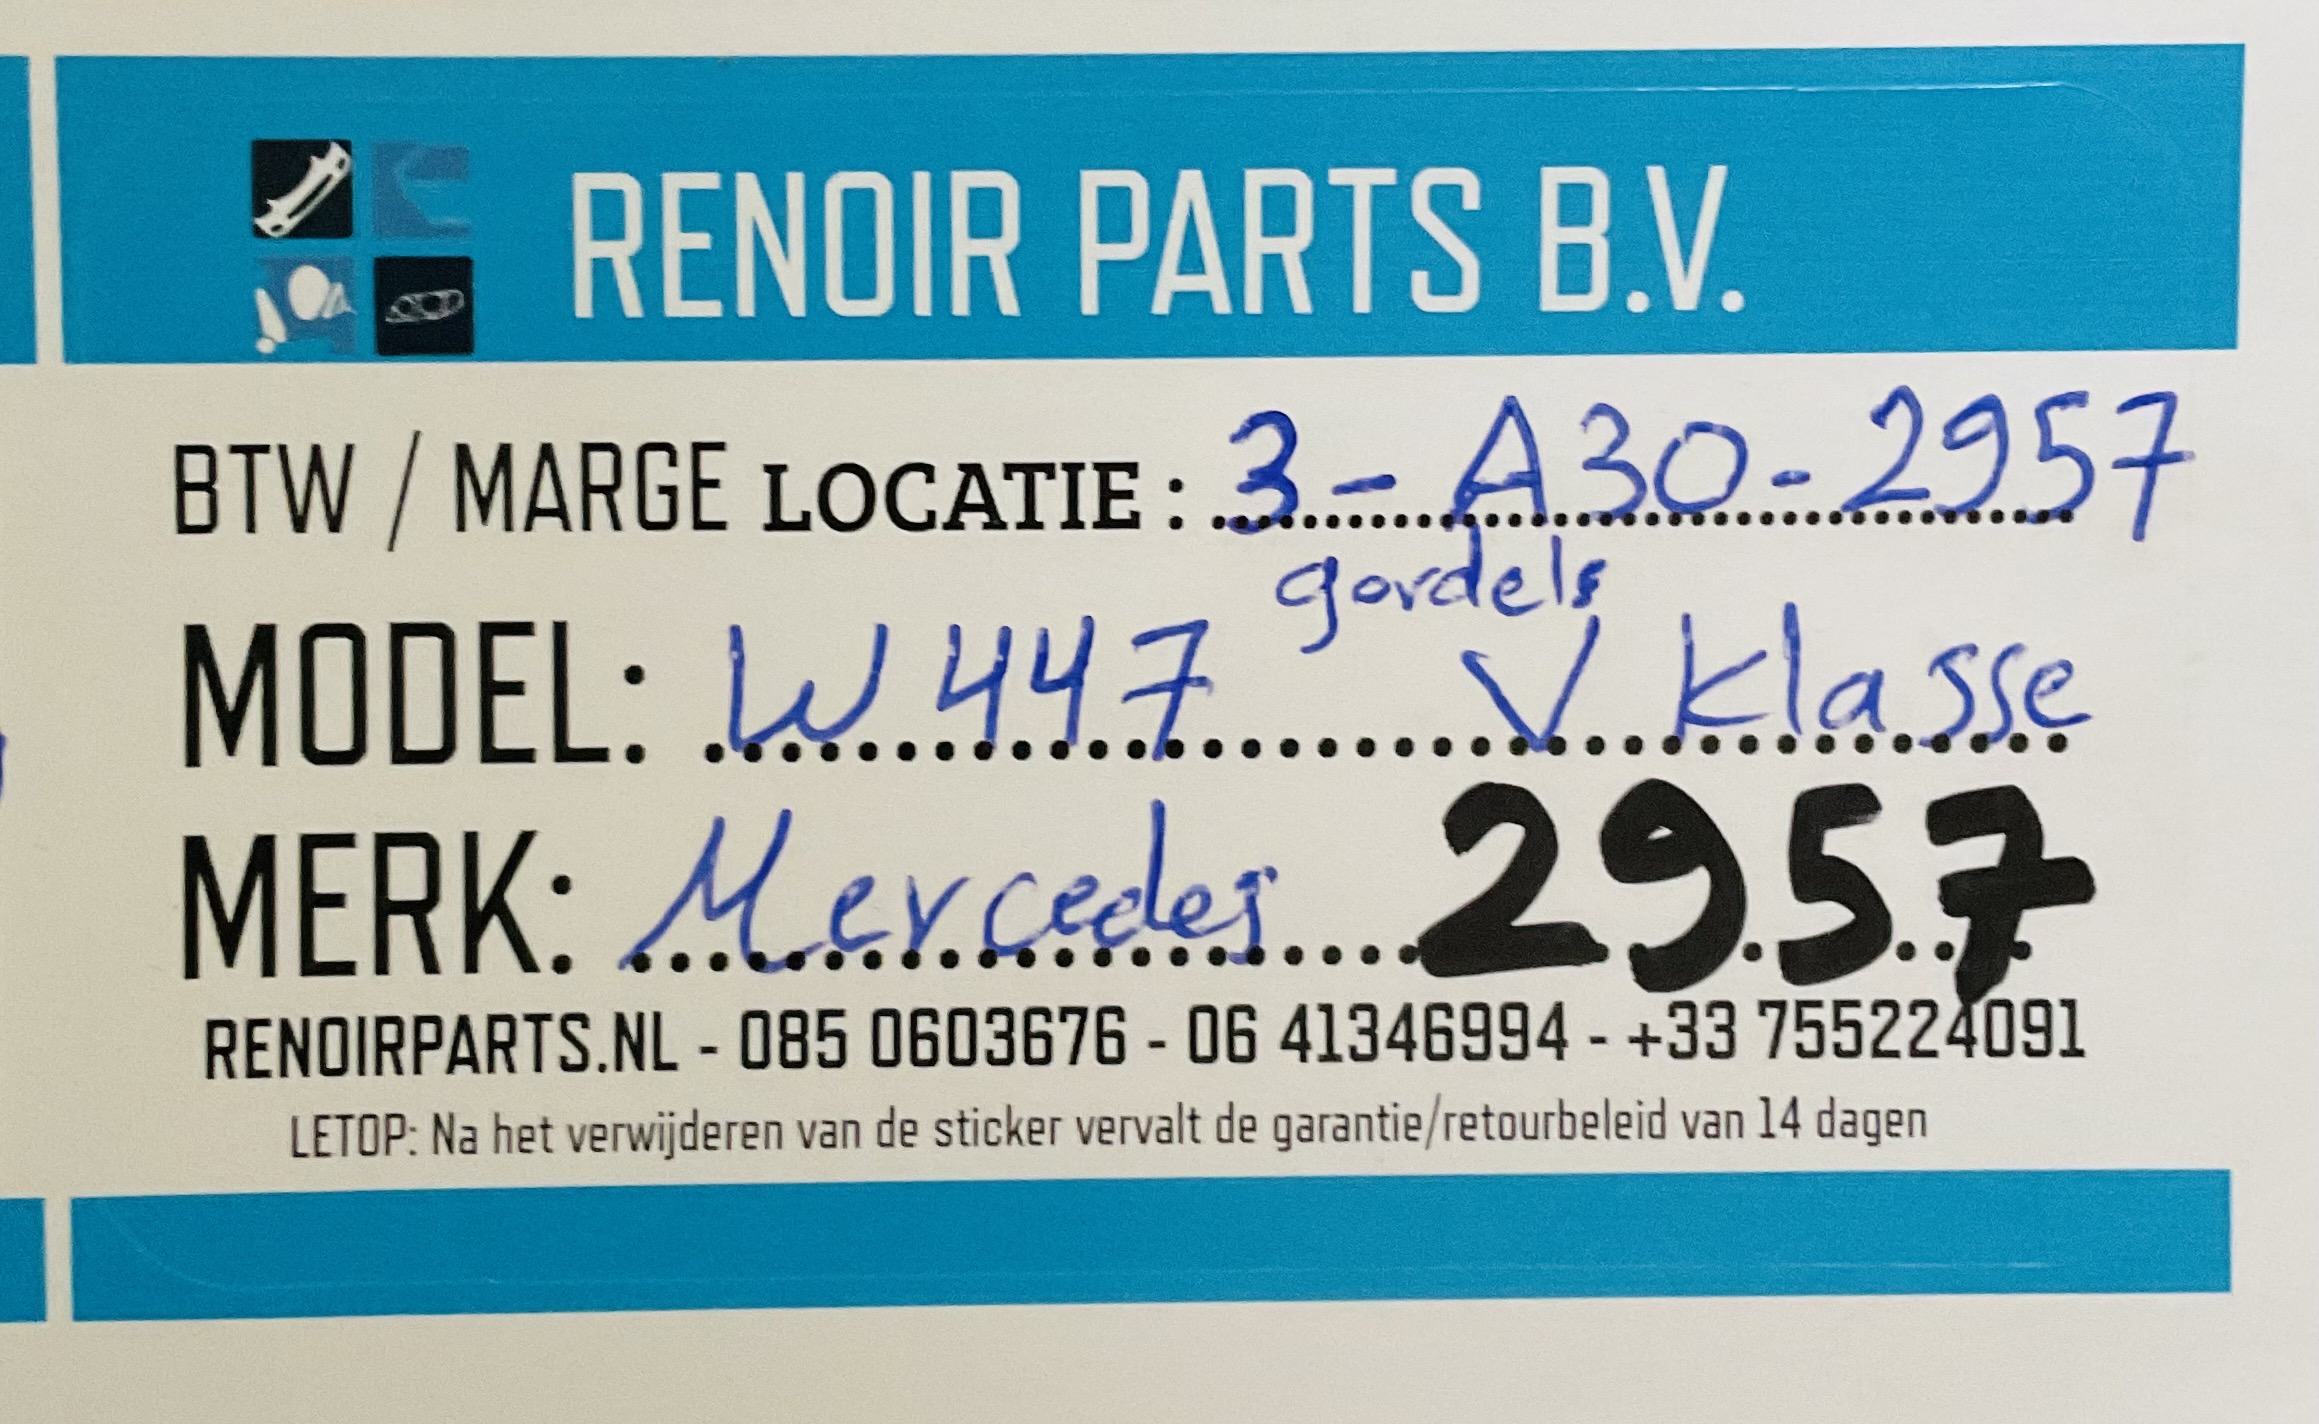 RENOIR PARTS B.V.
BTW / MARGE LOCATIE: 3-A30-2957
gordels
MODEL: W447 V klasse
MERK: Mercedes 2957
RENOIRPARTS.NL - 085 0603676 - 06 41346994 - +33 755224091
LETOP: Na het verwijderen van de sticker vervalt de garantie/retourbeleid van 14 dagen